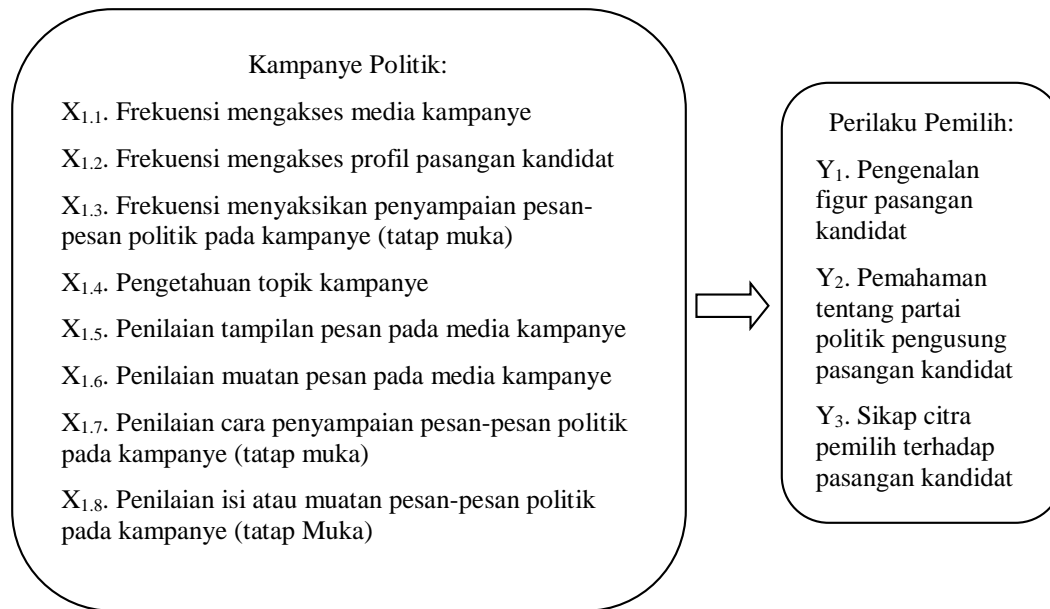 Kampanye Politik:
X1.1. Frekuensi mengakses media kampanye
X1.2. Frekuensi mengakses profil pasangan kandidat
X1.3. Frekuensi menyaksikan penyampaian pesan-
pesan politik pada kampanye (tatap muka)
X1.4. Pengetahuan topik kampanye
X1.5. Penilaian tampilan pesan pada media kampanye
X1.6. Penilaian muatan pesan pada media kampanye
X1.7. Penilaian cara penyampaian pesan-pesan politik
pada kampanye (tatap muka)
X1.8. Penilaian isi atau muatan pesan-pesan politik
pada kampanye (tatap Muka)
Perilaku Pemilih:
Y1. Pengenalan
figur pasangan
kandidat
Y2. Pemahaman
tentang partai
politik pengusung
pasangan kandidat
Y3. Sikap citra
pemilih terhadap
pasangan kandidat